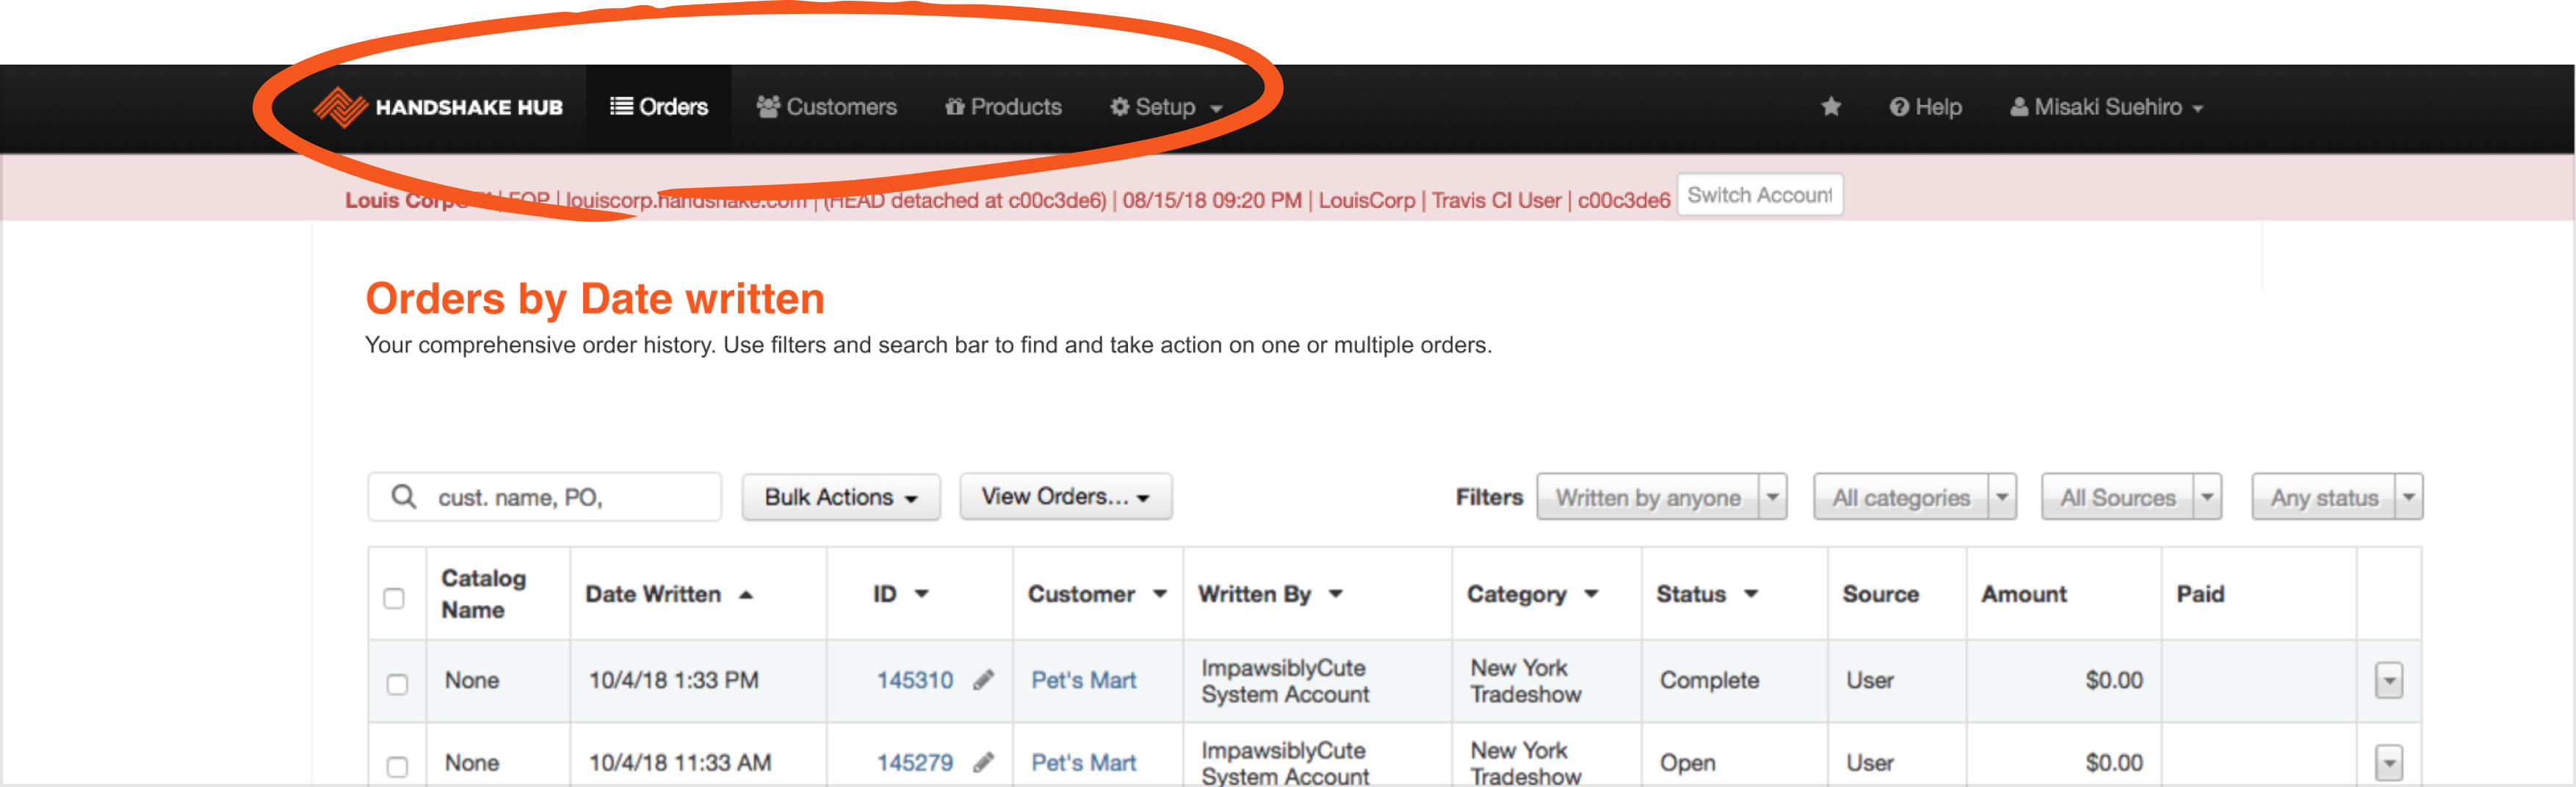 HANDSHAKE HUB Orders Customers Products Setup Help Misaki Suehiro
Louis Corp | EOP | louiscorp.handshake.com | (HEAD detached at c00c3de6) | 08/15/18 09:20 PM | LouisCorp | Travis CI User | c00c3de6 Switch Account
Orders by Date written
Your comprehensive order history. Use filters and search bar to find and take action on one or multiple orders.
cust. name, PO, Bulk Actions View Orders... Filters Written by anyone All categories All Sources Any status
Catalog Name Date Written ID Customer Written By Category Status Source Amount Paid
None 10/4/18 1:33 PM 145310 Pet's Mart ImpawsiblyCute System Account New York Tradeshow Complete User $0.00
None 10/4/18 11:33 AM 145279 Pet's Mart ImpawsiblyCute System Account New York Tradeshow Open User $0.00